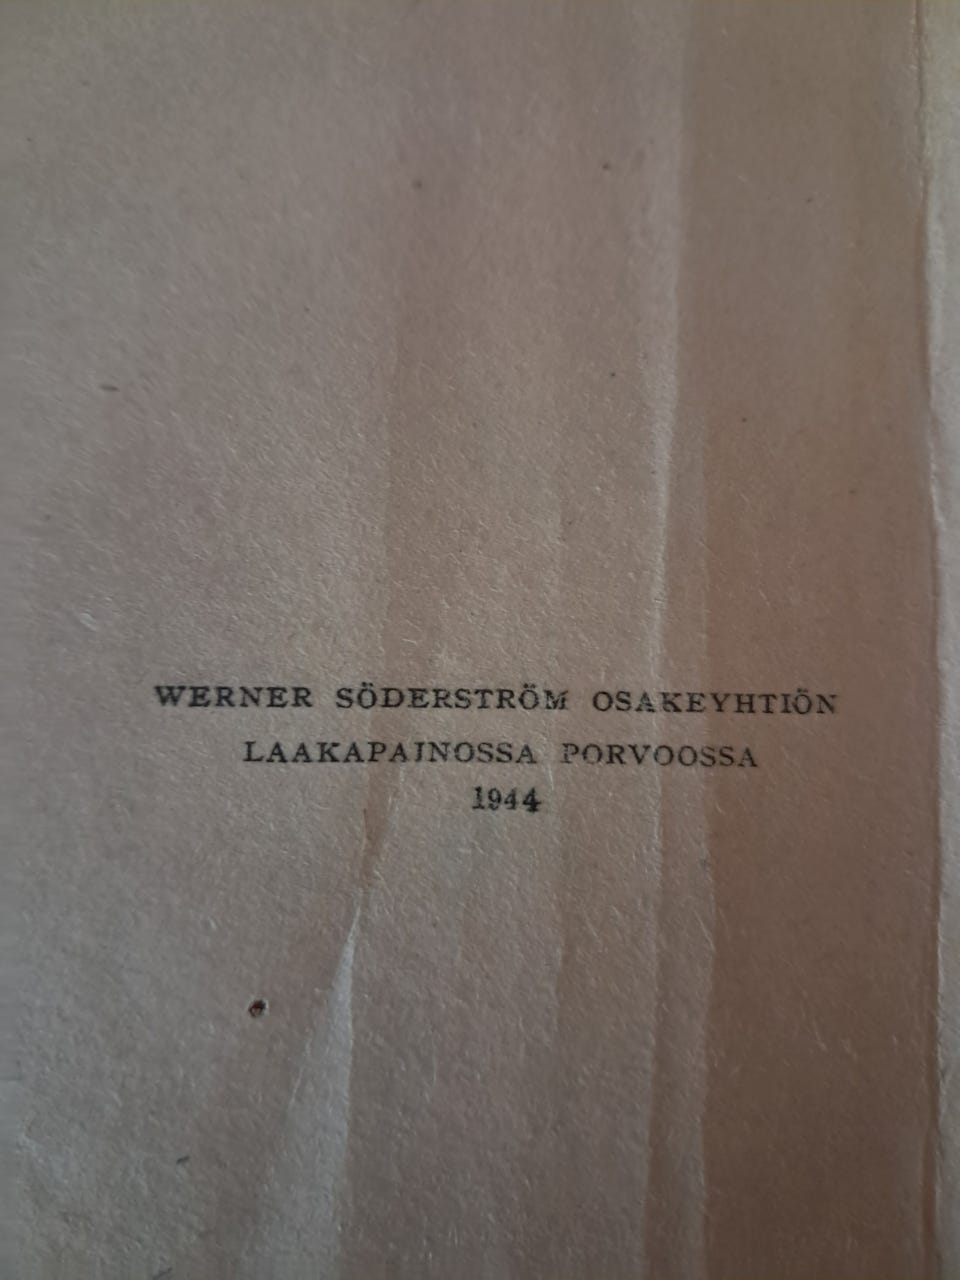 WERNER SÖDERSTRÖM OSAKEYHTIÖN
LAAKAPAINOSSA PORVOOSSA
1944